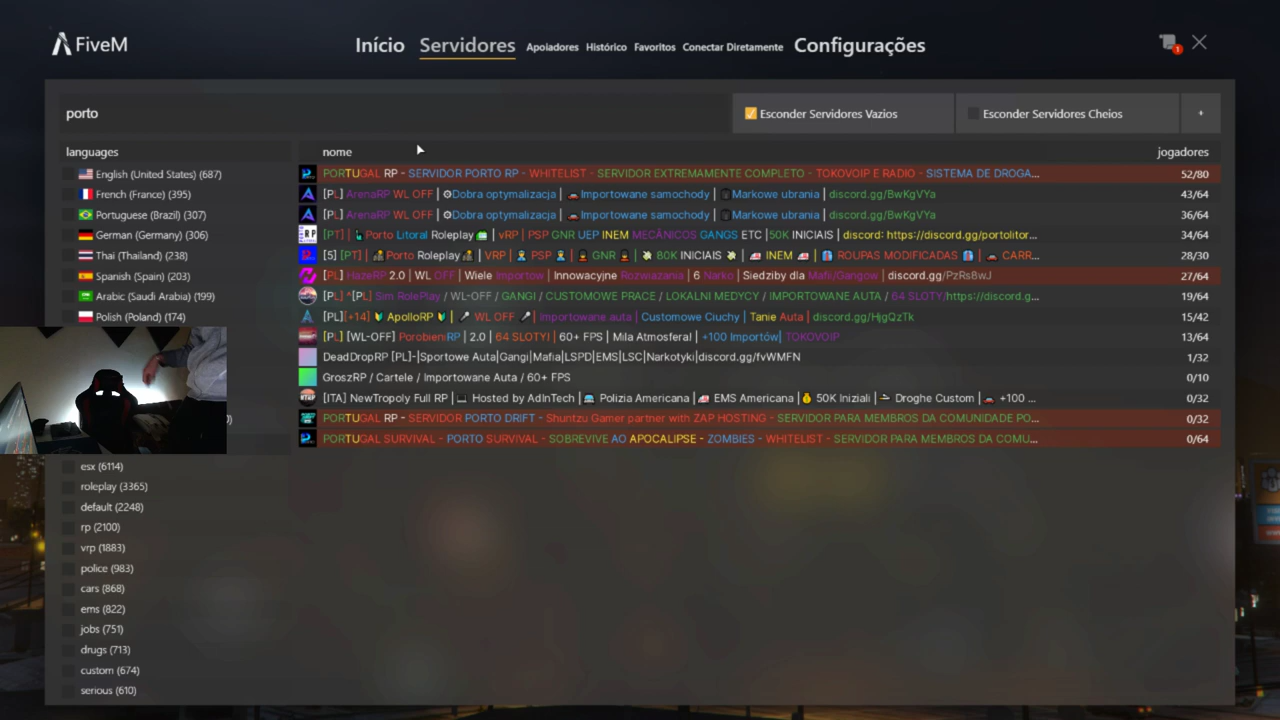 FiveM
Início Servidores Apoiadores Histórico Favoritos Conectar Diretamente Configurações
1
porto
Esconder Servidores Vazios
Esconder Servidores Cheios
+
languages
nome
jogadores
English (United States) (687)
French (France) (395)
Portuguese (Brazil) (307)
German (Germany) (306)
Thai (Thailand) (238)
Spanish (Spain) (203)
Arabic (Saudi Arabia) (199)
Polish (Poland) (174)
esx (6114)
roleplay (3365)
default (2248)
rp (2100)
vrp (1883)
police (983)
cars (868)
ems (822)
jobs (751)
drugs (713)
custom (674)
serious (610)
PORTUGAL RP - SERVIDOR PORTO RP - WHITELIST - SERVIDOR EXTREMAMENTE COMPLETO - TOKOVOIP E RADIO - SISTEMA DE DROGA... 52/80
[PL] ArenaRP WL OFF | Dobra optymalizacja | Importowane samochody | Markowe ubrania | discord.gg/BwKgVYa 43/64
[PL] ArenaRP WL OFF | Dobra optymalizacja | Importowane samochody | Markowe ubrania | discord.gg/BwKgVYa 36/64
[PT] | Porto Litoral Roleplay | vRP | PSP GNR UEP INEM MECÂNICOS GANGS ETC |50K INICIAIS | discord: https://discord.gg/portolitor... 34/64
[5] [PT] | Porto Roleplay | VRP | PSP | GNR | 80K INICIAIS | INEM | ROUPAS MODIFICADAS | CARR... 28/30
[PL] HazeRP 2.0 | WL OFF | Wiele Importow | Innowacyjne Rozwiazania | 6 Narko | Siedziby dla Mafii/Gangow | discord.gg/PzRs8wJ 27/64
[PL] ^[PL] Sim RolePlay / WL-OFF / GANGI / CUSTOMOWE PRACE / LOKALNI MEDYCY / IMPORTOWANE AUTA / 64 SLOTY/https://discord.g... 19/64
[PL][+14] ApolloRP | WL OFF | Importowane auta | Customowe Ciuchy | Tanie Auta | discord.gg/HjgQzTk 15/42
[PL] [WL-OFF] PorobieniRP | 2.0 | 64 SLOTY! | 60+ FPS | Mila Atmosfera! | +100 Importów| TOKOVOIP 13/64
DeadDropRP [PL]-|Sportowe Auta|Gangi|Mafia|LSPD|EMS|LSC|Narkotyki|discord.gg/fvWMFN 1/32
GroszRP / Cartele / Importowane Auta / 60+ FPS 0/10
[ITA] NewTropoly Full RP | Hosted by AdInTech | Polizia Americana | EMS Americana | 50K Iniziali | Droghe Custom | +100 ... 0/32
PORTUGAL RP - SERVIDOR PORTO DRIFT - Shuntzu Gamer partner with ZAP HOSTING - SERVIDOR PARA MEMBROS DA COMUNIDADE PO... 0/32
PORTUGAL SURVIVAL - PORTO SURVIVAL - SOBREVIVE AO APOCALIPSE - ZOMBIES - WHITELIST - SERVIDOR PARA MEMBROS DA COMU... 0/64